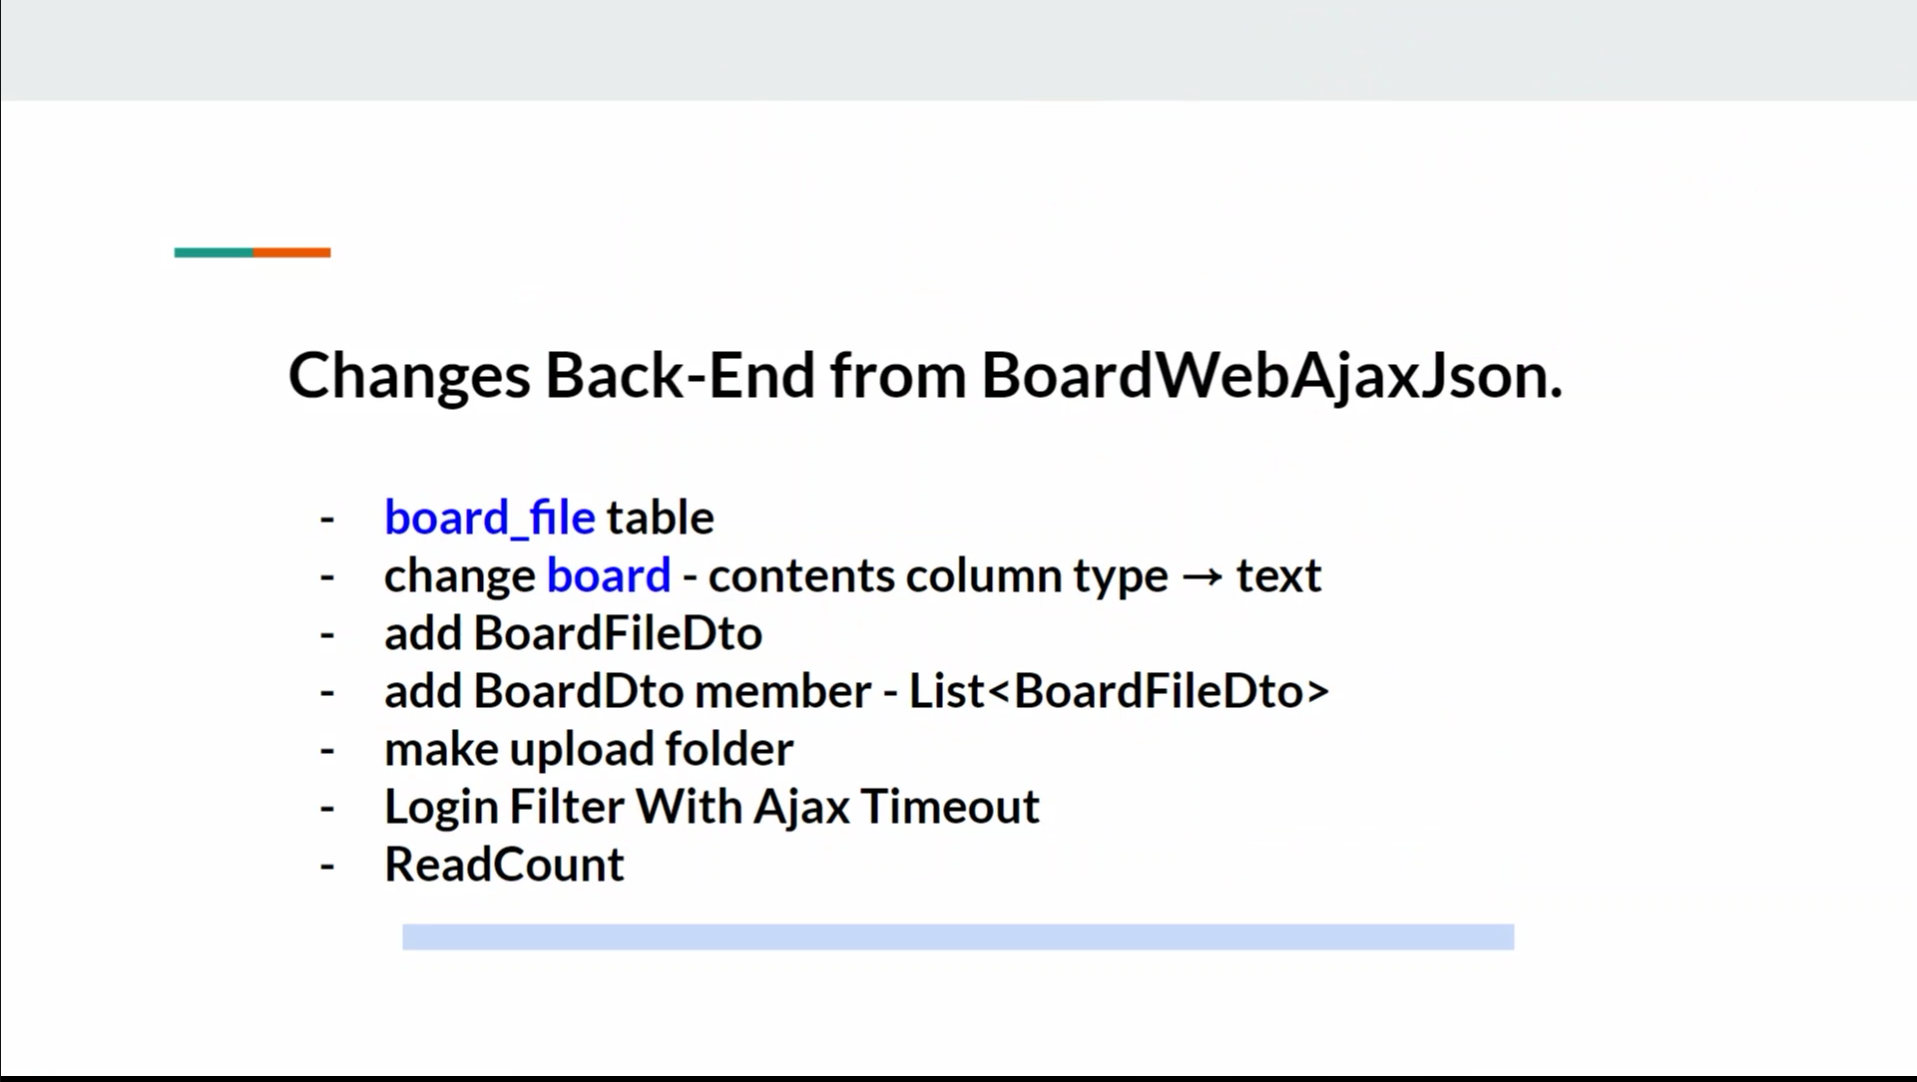 Changes Back-End from BoardWebAjaxJson.
- board_file table
- change board - contents column type → text
- add BoardFileDto
- add BoardDto member - List<BoardFileDto>
- make upload folder
- Login Filter With Ajax Timeout
- ReadCount